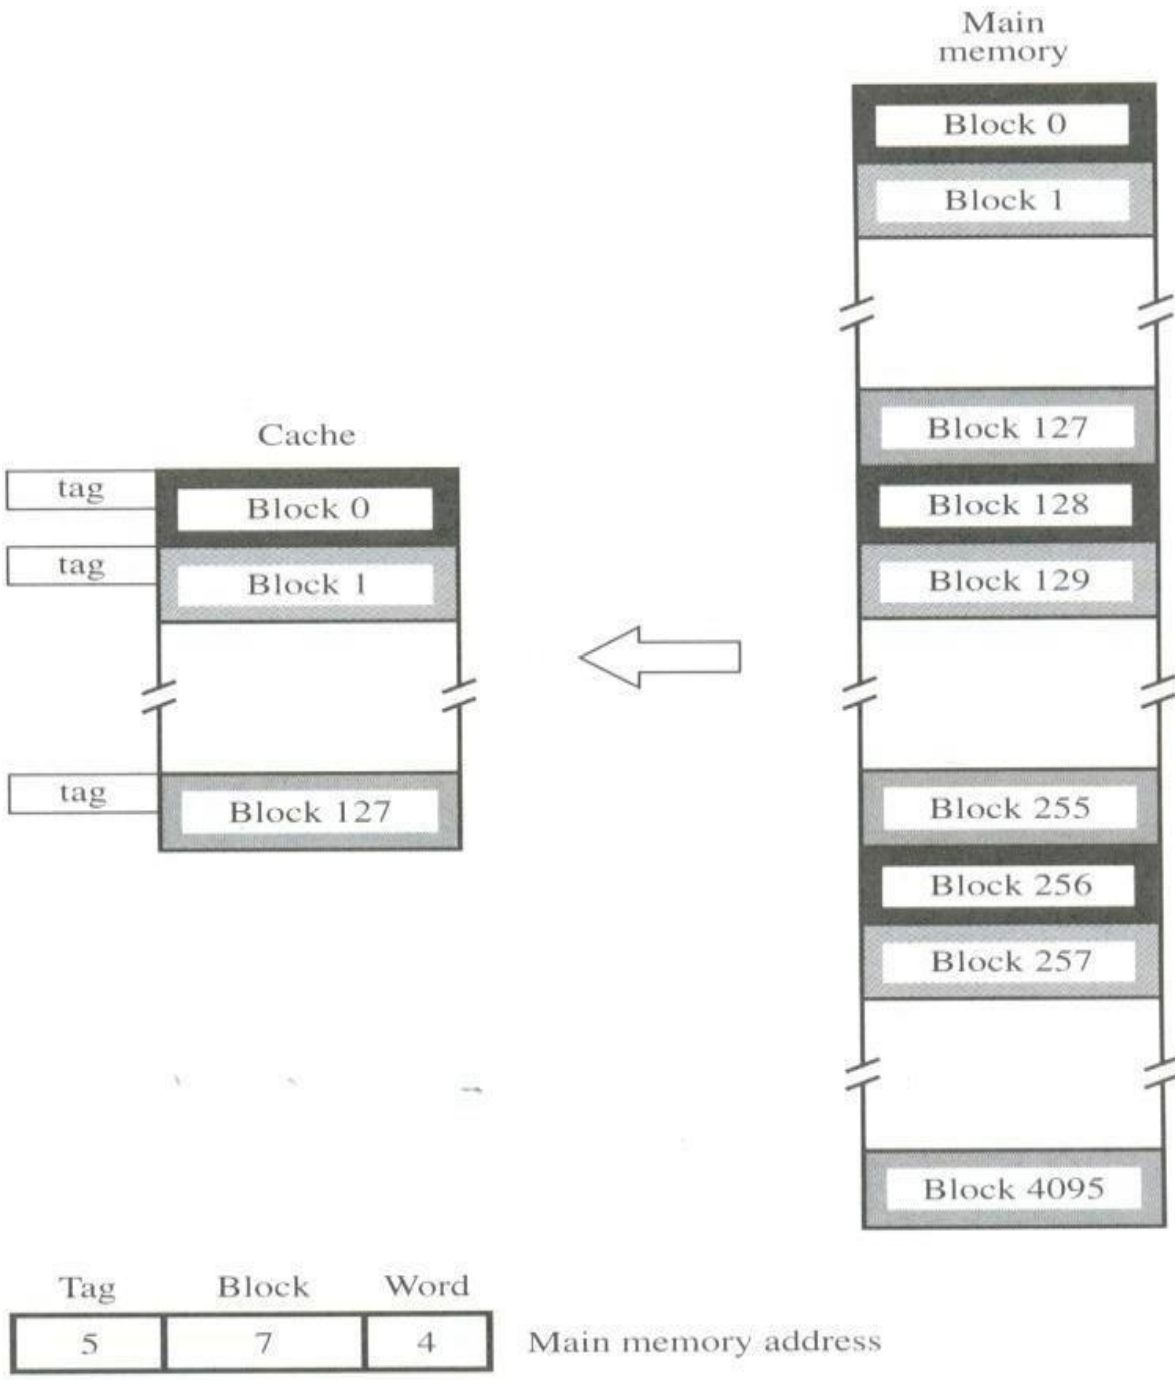 Main
memory
Block 0
Block 1
Block 127
Block 128
Block 129
Block 255
Block 256
Block 257
Block 4095
Cache
tag
Block 0
tag
Block 1
tag
Block 127
Tag Block Word
5 7 4 Main memory address